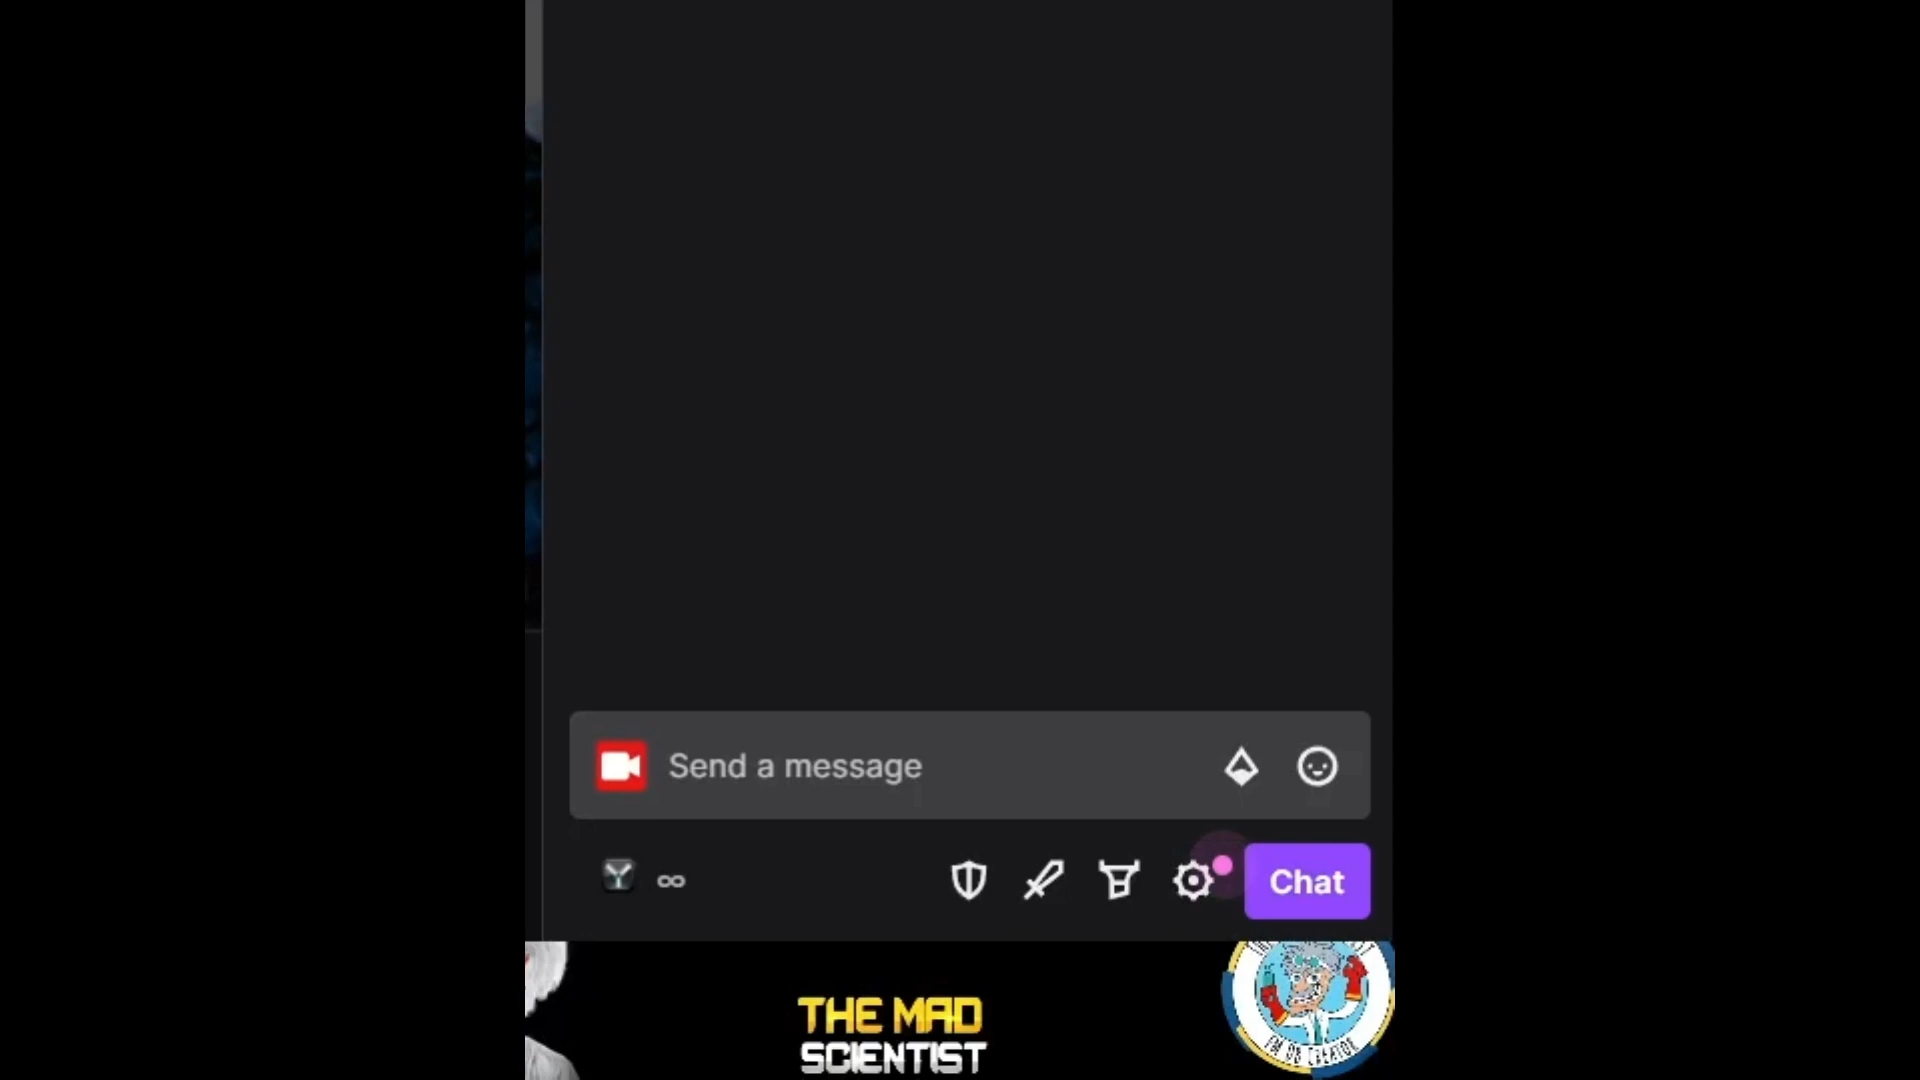 Send a message
∞
Chat
THE MAD
SCIENTIST